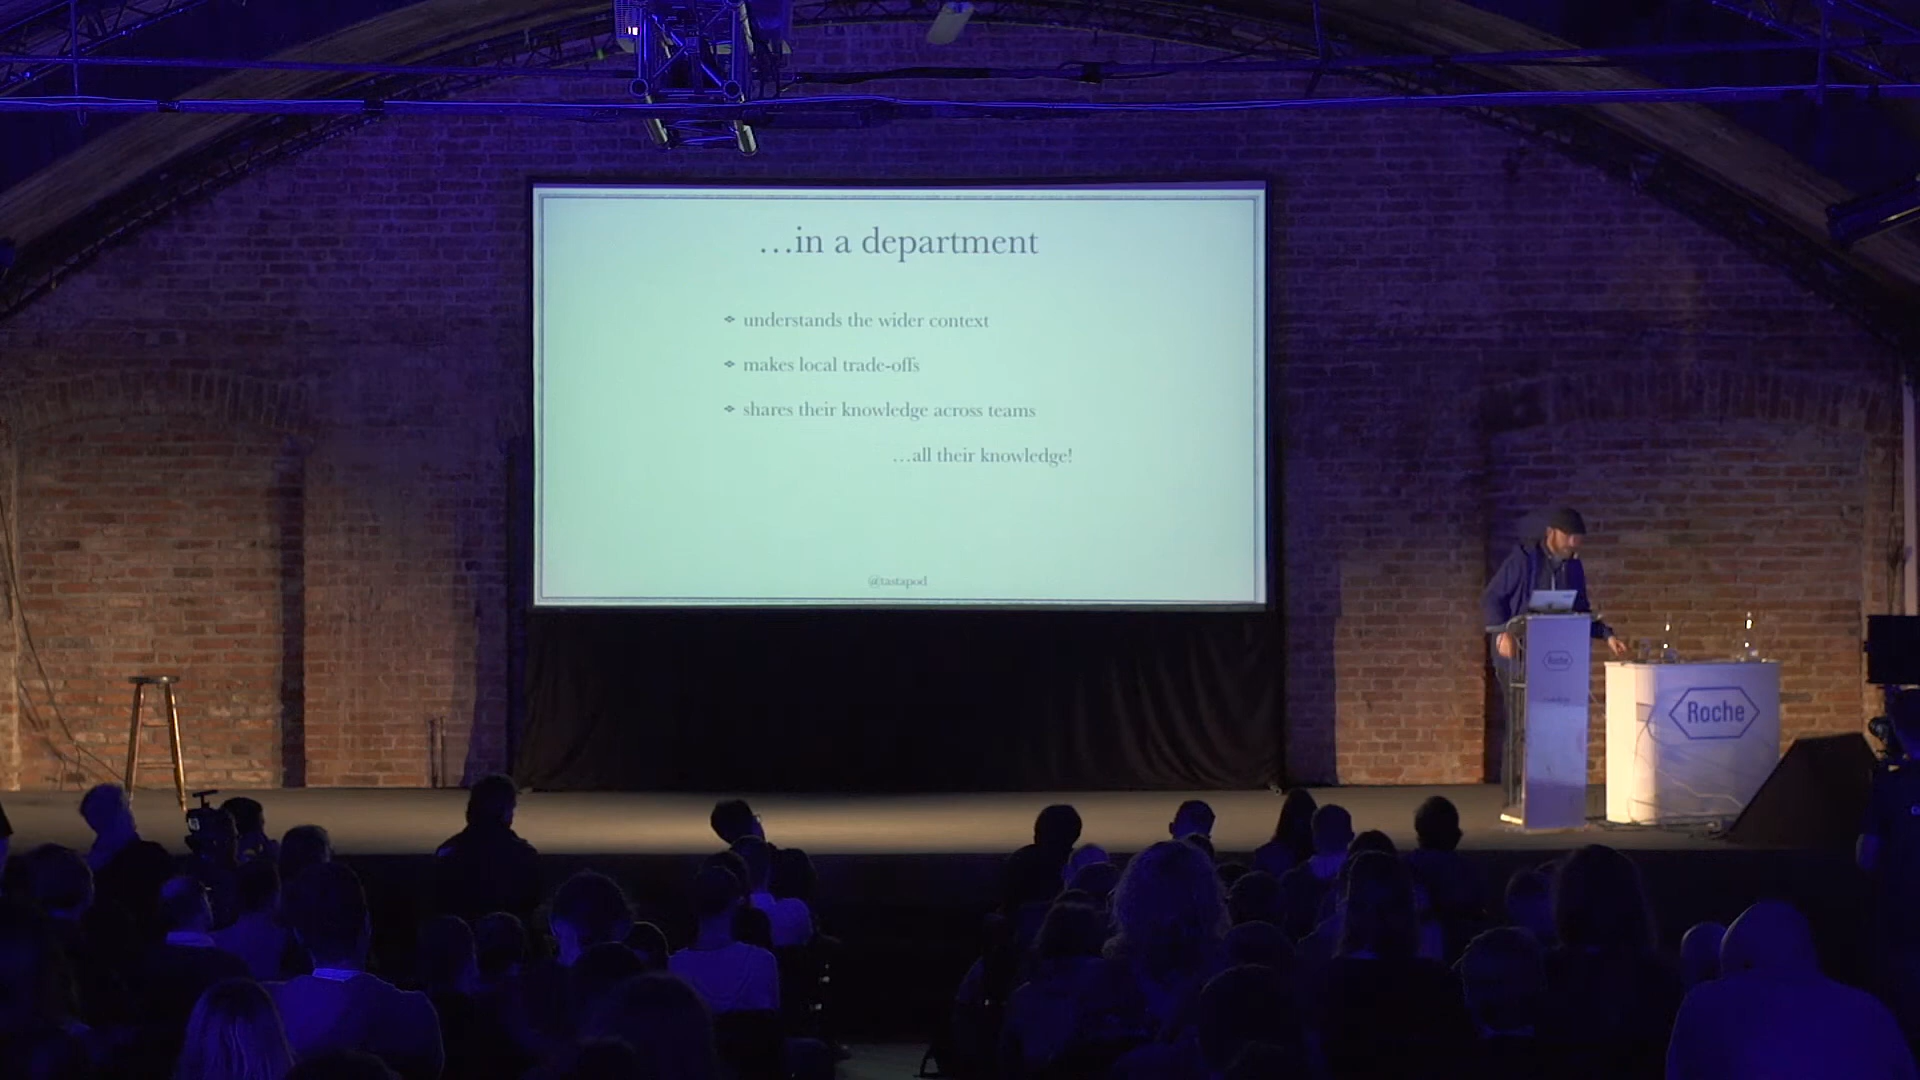 …in a department
understands the wider context
makes local trade-offs
shares their knowledge across teams
…all their knowledge!
@tastapod
Roche
Roche